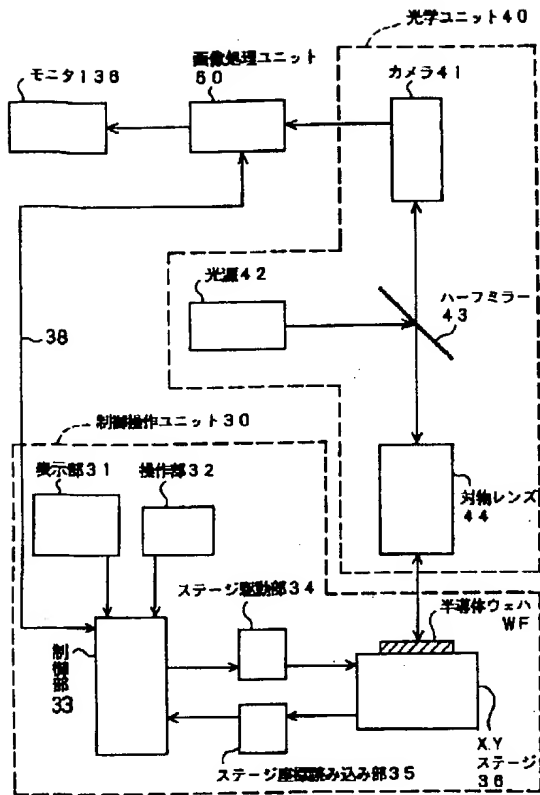 光学ユニット40
画像処理ユニット
60
カメラ41
モニタ136
光源42
ハーフミラー
43
38
制御操作ユニット30
表示部31
操作部32
対物レンズ
44
ステージ駆動部34
半導体ウェハ
WF
制御部
33
ステージ座標読み込み部35
X.Y
ステージ
36